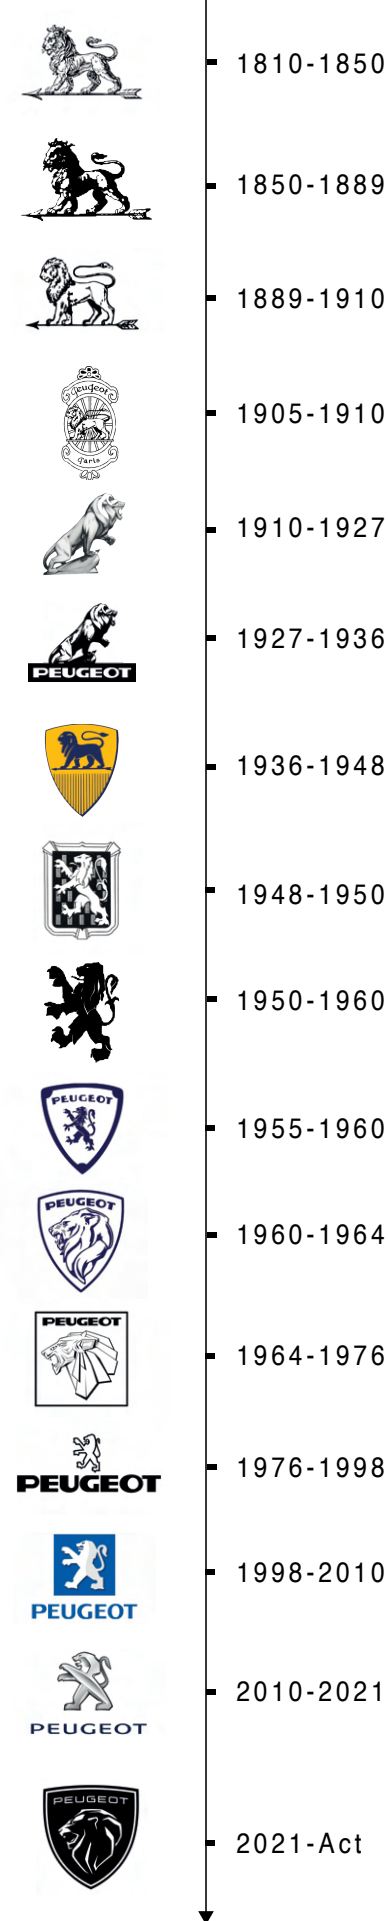 1810-1850
1850-1889
1889-1910
Peugeot
Paris
1905-1910
1910-1927
PEUGEOT
1927-1936
1936-1948
1948-1950
1950-1960
PEUGEOT
1955-1960
PEUGEOT
1960-1964
PEUGEOT
1964-1976
PEUGEOT
1976-1998
PEUGEOT
1998-2010
PEUGEOT
2010-2021
PEUGEOT
2021-Act